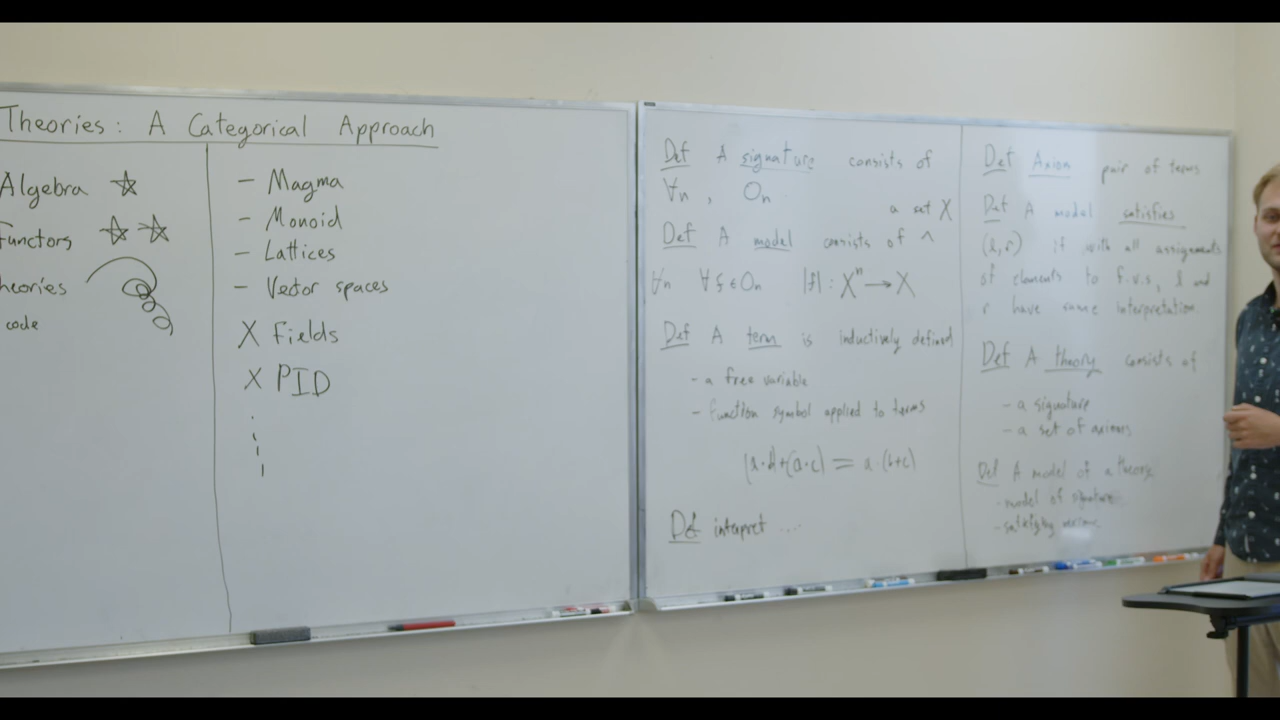 Theories: A Categorical Approach
Algebra ☆
Functors ☆ ☆
heories
code
- Magma
- Monoid
- Lattices
- Vector spaces
X Fields
X PID
Def A signature consists of
∀n, On
a set X
Def A model consists of ^
∀n ∀f∈On |f| : Xⁿ → X
Def A term is inductively defined
- a free variable
- function symbol applied to terms
(a·b)+(a·c) = a·(b+c)
Def interpret ....
Def Axiom pair of terms
Def A model satisfies
(l,r) if with all assignments
of elements to f.v.s, l and
r have same interpretation.
Def A theory consists of
- a signature
- a set of axioms
Def A model of a theory
- model of signature
- satisfying axioms